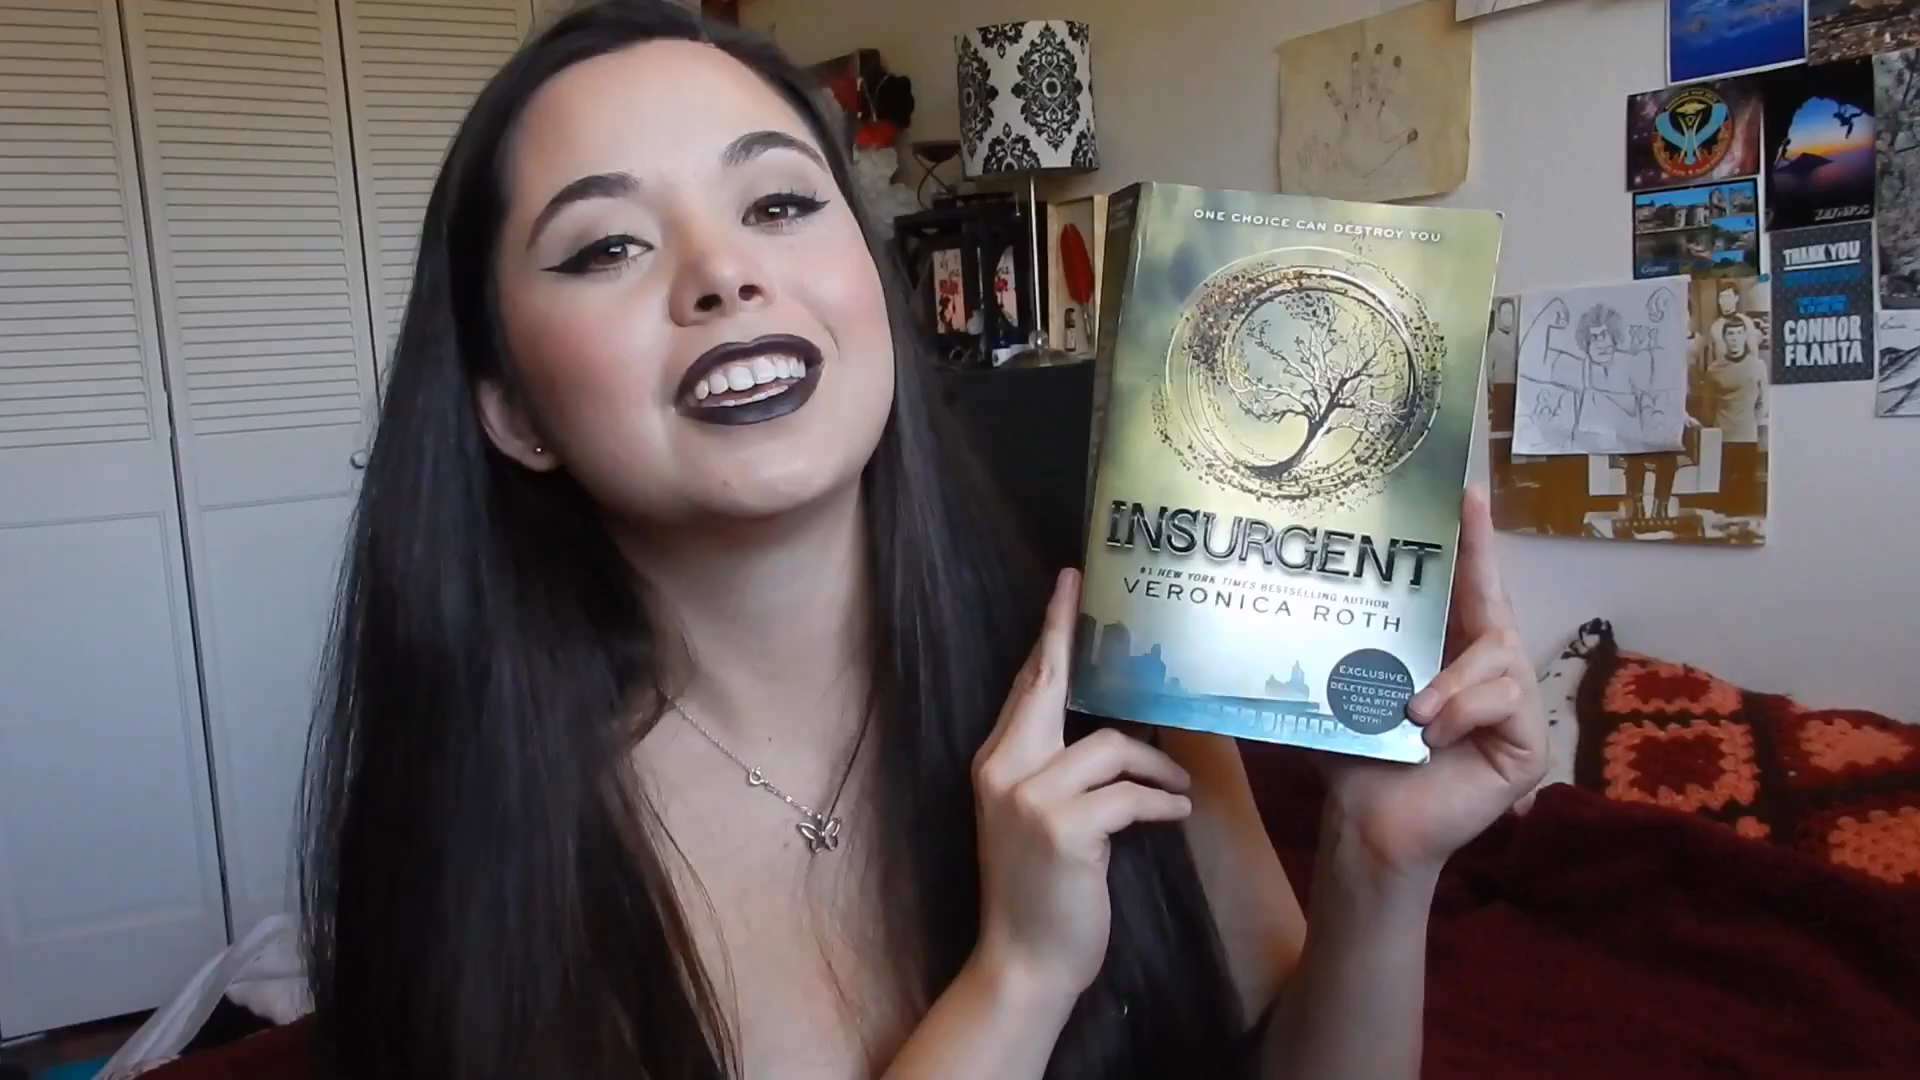 ONE CHOICE CAN DESTROY YOU
INSURGENT
#1 NEW YORK TIMES BESTSELLING AUTHOR
VERONICA ROTH
EXCLUSIVE!
DELETED SCENE
+ Q&A WITH
VERONICA
ROTH!
THANK YOU
CONNOR
FRANTA